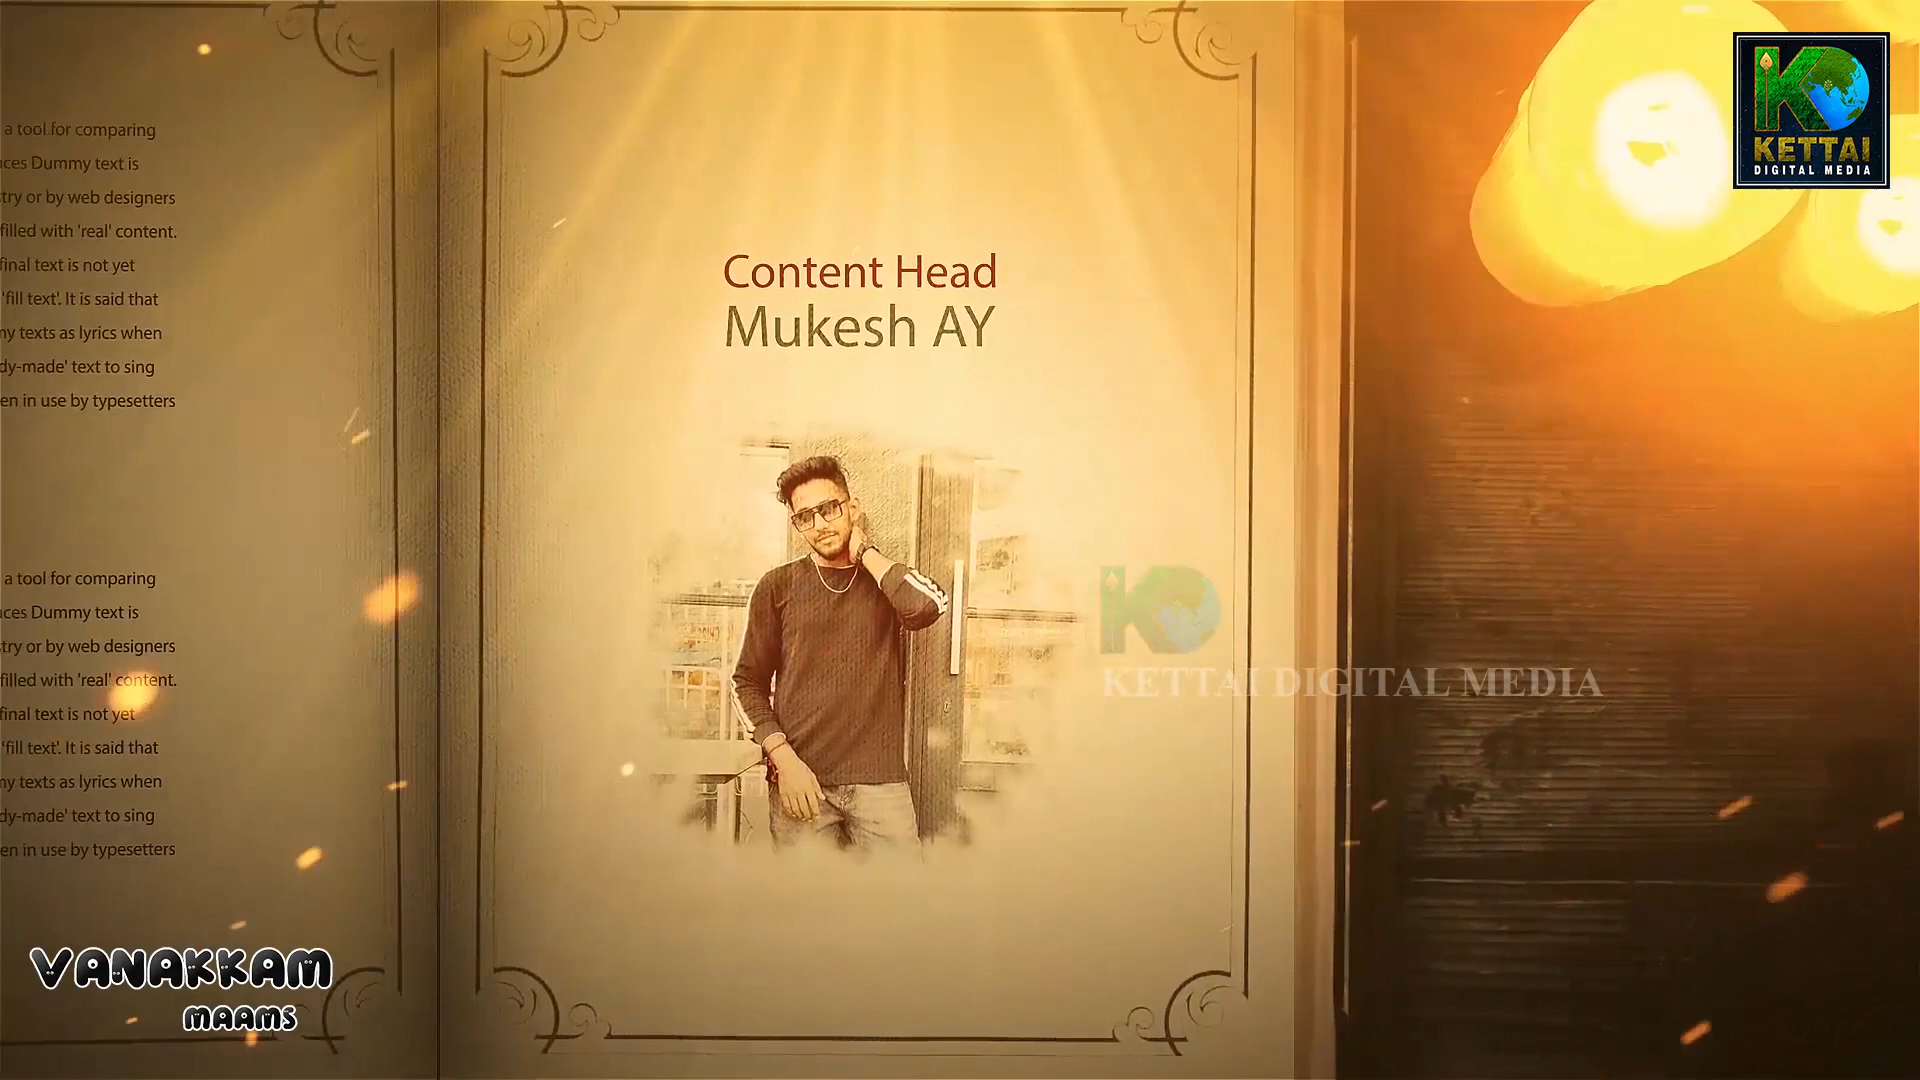 a tool for comparing
ces Dummy text is
try or by web designers
filled with 'real' content.
final text is not yet
'fill text'. It is said that
ny texts as lyrics when
dy-made' text to sing
en in use by typesetters
a tool for comparing
ces Dummy text is
try or by web designers
filled with 'real' content.
final text is not yet
'fill text'. It is said that
ny texts as lyrics when
dy-made' text to sing
en in use by typesetters
Content Head
Mukesh AY
KD
KETTAI
DIGITAL MEDIA
KD
KETTAI DIGITAL MEDIA
VANAKKAM
MAAMS